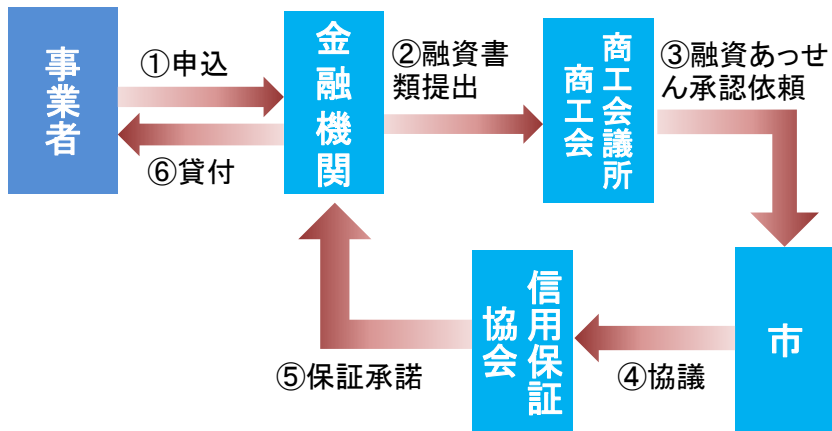 事業者
①申込
⑥貸付
金融機関
②融資書
類提出
商工会議所
商工会
③融資あっせ
ん承認依頼
市
④協議
信用保証
協会
⑤保証承諾